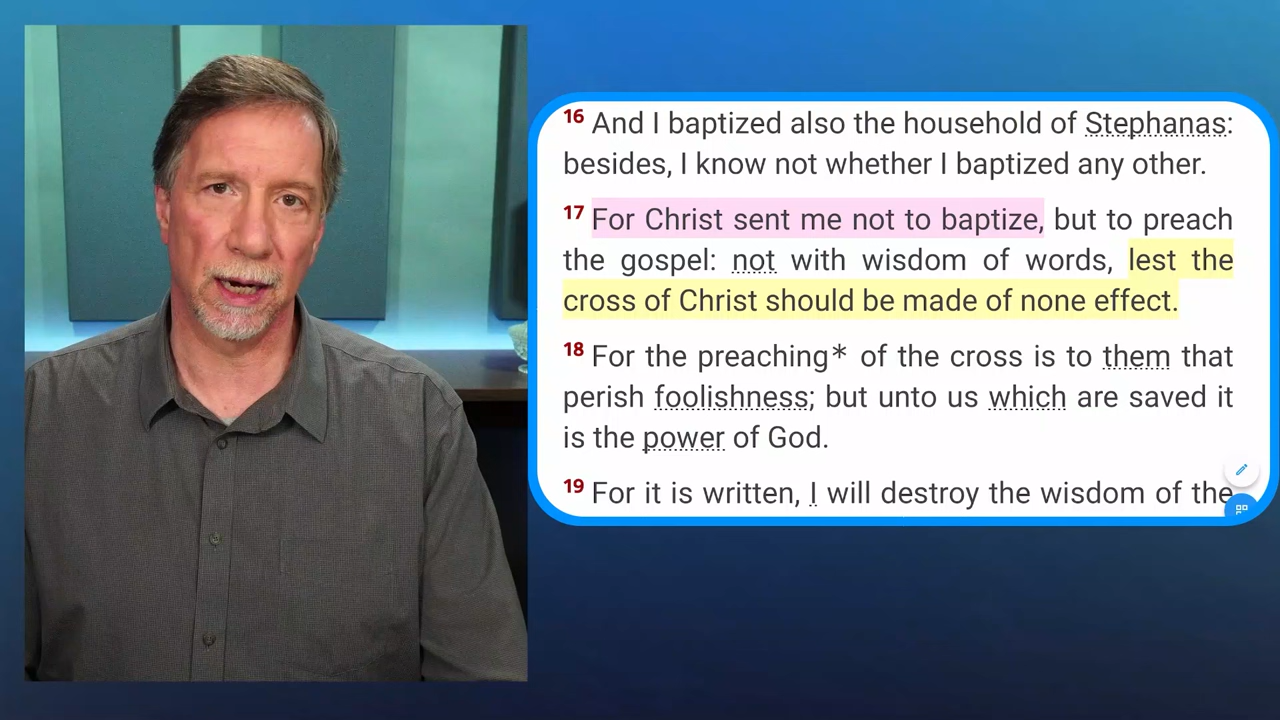 16 And I baptized also the household of Stephanas:
besides, I know not whether I baptized any other.
17 For Christ sent me not to baptize, but to preach
the gospel: not with wisdom of words, lest the
cross of Christ should be made of none effect.
18 For the preaching* of the cross is to them that
perish foolishness; but unto us which are saved it
is the power of God.
19 For it is written, I will destroy the wisdom of the